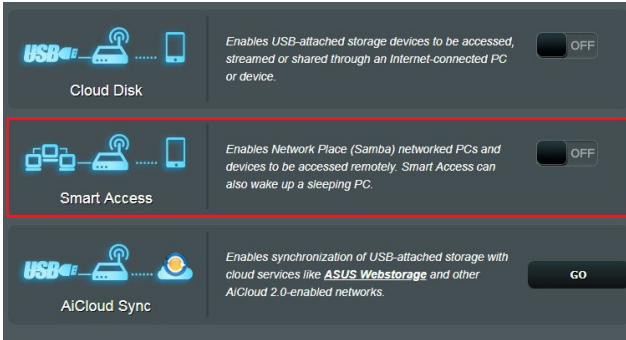 Enables USB-attached storage devices to be accessed,
streamed or shared through an Internet-connected PC
or device.
OFF
USB
Cloud Disk
Enables Network Place (Samba) networked PCs and
devices to be accessed remotely. Smart Access can
also wake up a sleeping PC.
OFF
Smart Access
Enables synchronization of USB-attached storage with
cloud services like ASUS Webstorage and other
AiCloud 2.0-enabled networks.
GO
USB
AiCloud Sync